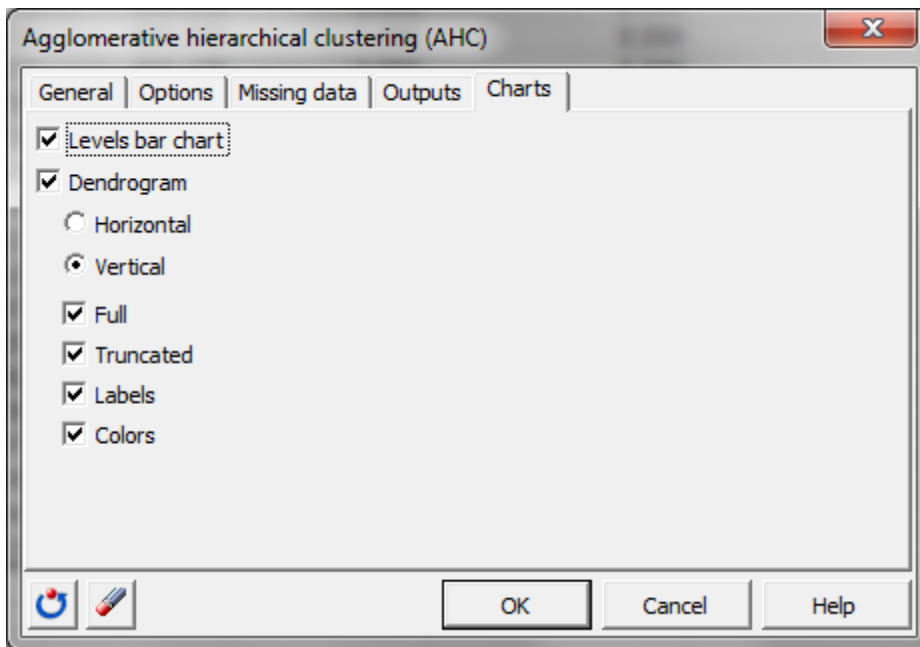 Agglomerative hierarchical clustering (AHC)
General Options Missing data Outputs Charts
Levels bar chart
Dendrogram
Horizontal
Vertical
Full
Truncated
Labels
Colors
OK Cancel Help